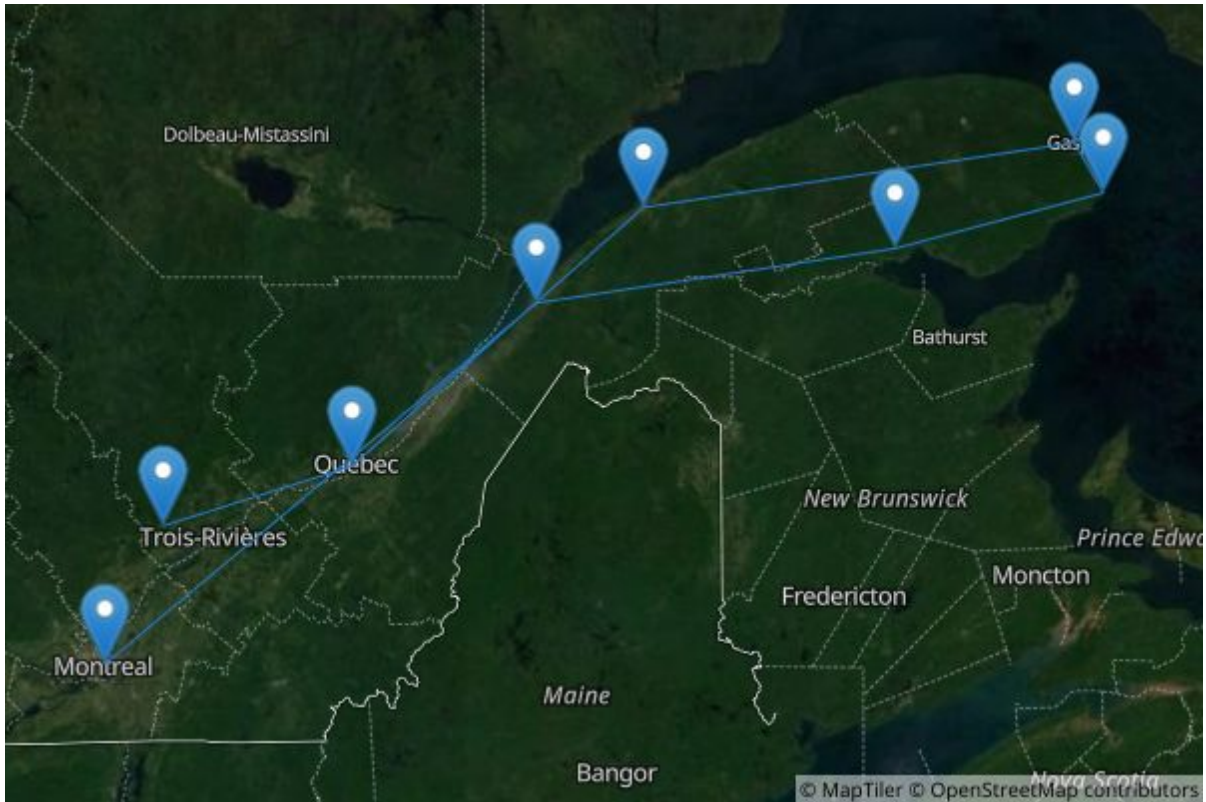 Dolbeau-Mistassini
Gas
Bathurst
Québec
New Brunswick
Trois-Rivières
Prince Edwa
Moncton
Fredericton
Montreal
Maine
Bangor
Nova Scotia
© MapTiler © OpenStreetMap contributors